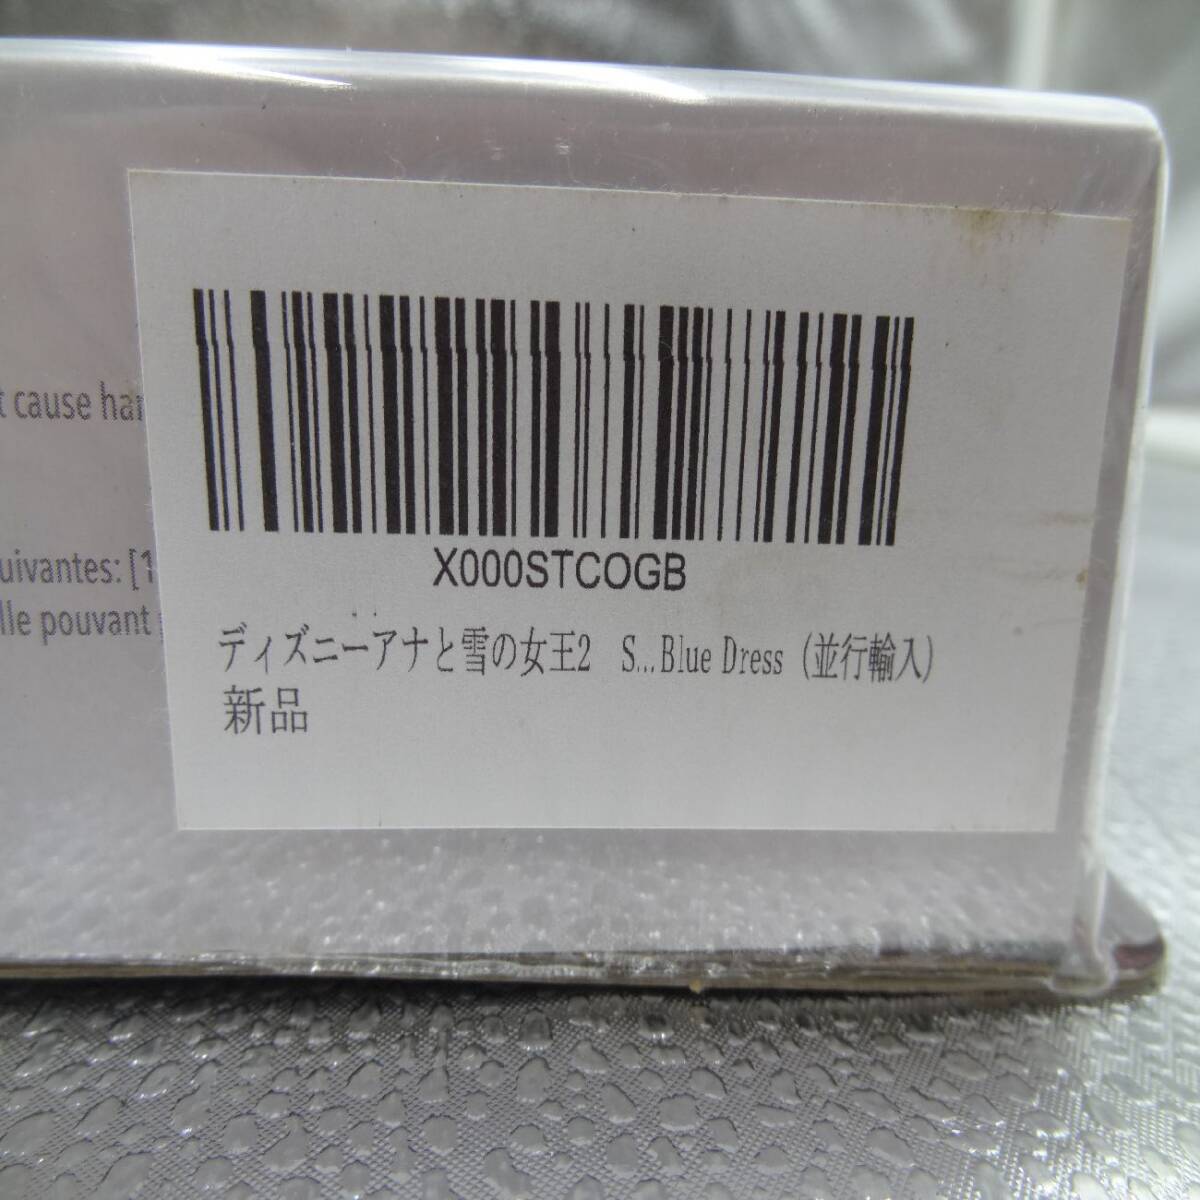 t cause har
uivantes: [1
lle pouvant
X000STCOGB
ディズニーアナと雪の女王2 S...Blue Dress (並行輸入)
新品